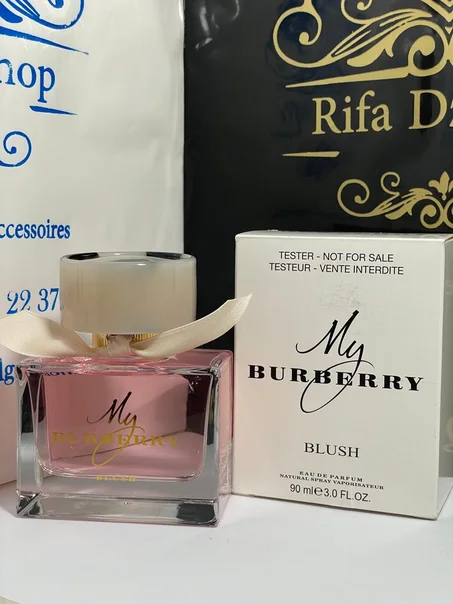 ccessoires
22 37
Rifa D
TESTER - NOT FOR SALE
TESTEUR - VENTE INTERDITE
My
BURBERRY
BLUSH
EAU DE PARFUM
NATURAL SPRAY VAPORISATEUR
90 ml e 3.0 FL.OZ.
My
BURBERRY
BLUSH